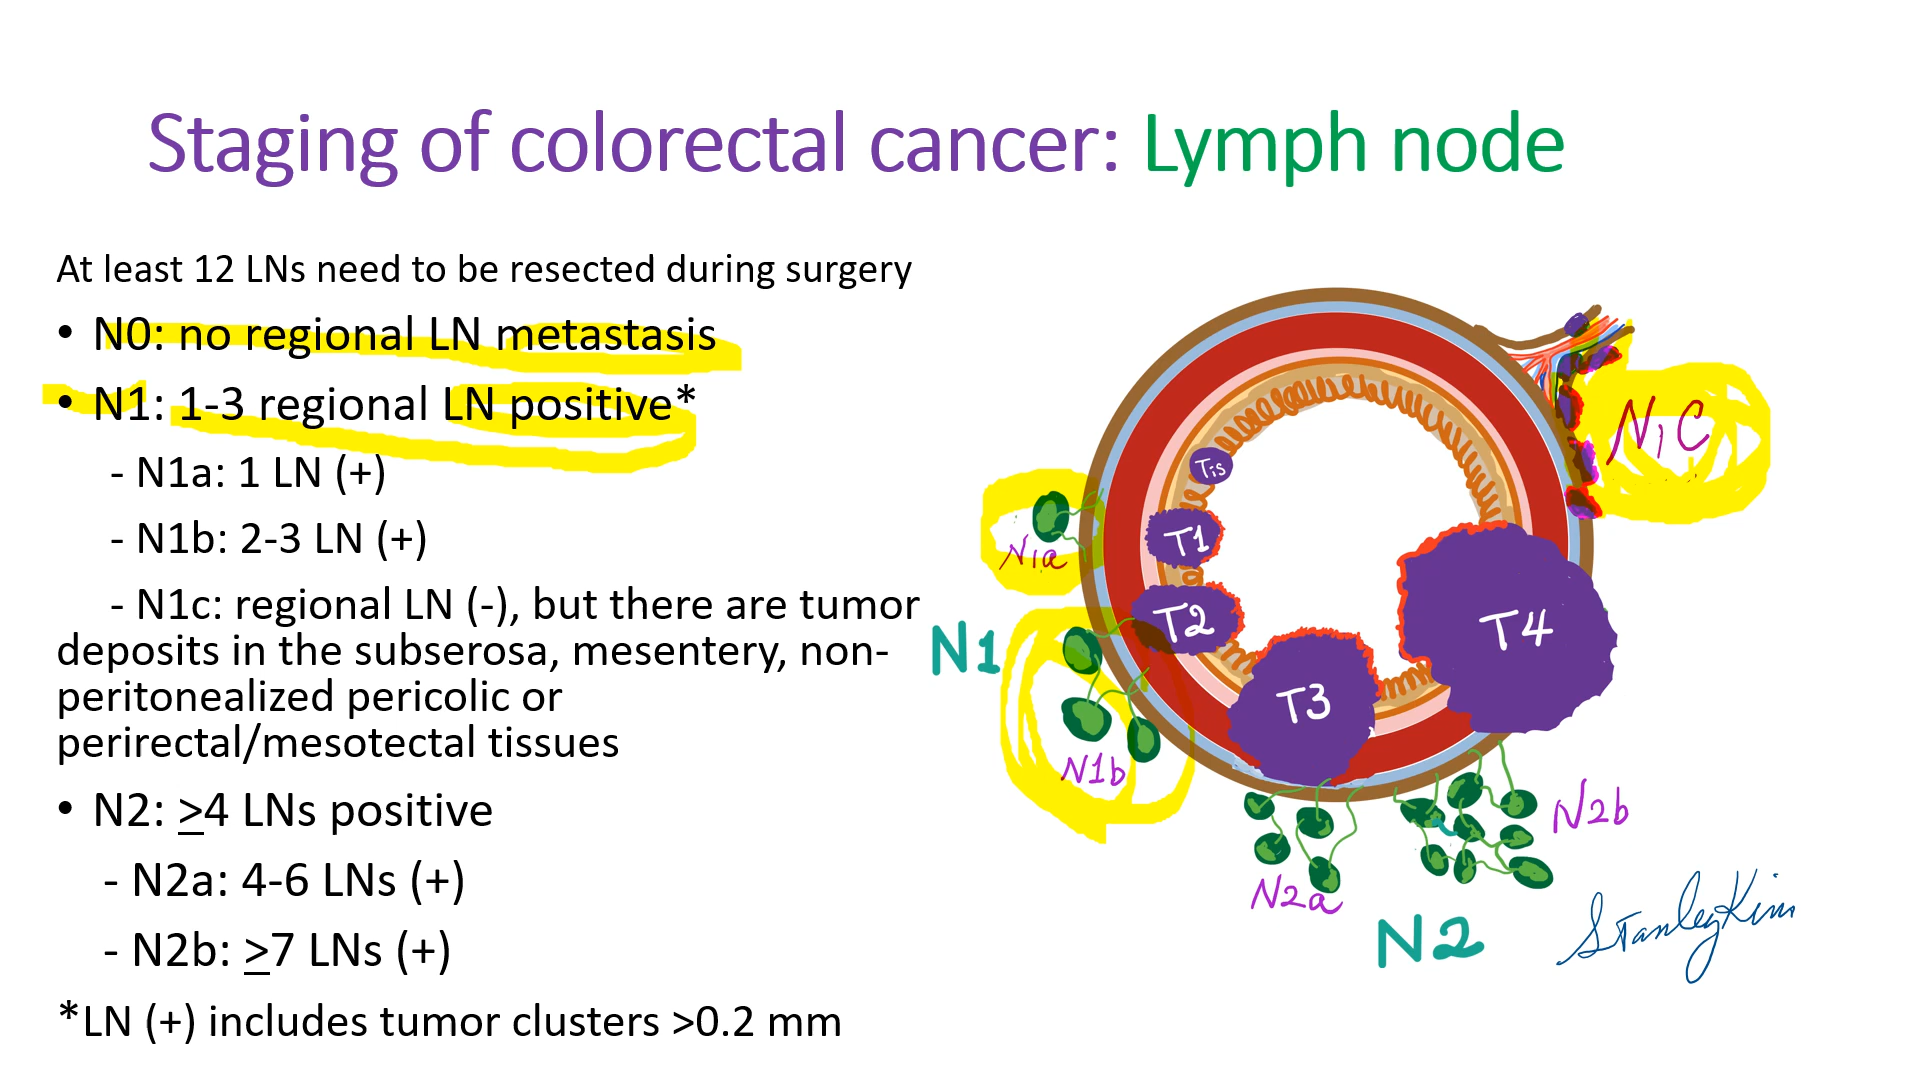 Staging of colorectal cancer: Lymph node
At least 12 LNs need to be resected during surgery
• N0: no regional LN metastasis
• N1: 1-3 regional LN positive*
- N1a: 1 LN (+)
- N1b: 2-3 LN (+)
- N1c: regional LN (-), but there are tumor
deposits in the subserosa, mesentery, non-
peritonealized pericolic or
perirectal/mesotectal tissues
• N2: >4 LNs positive
- N2a: 4-6 LNs (+)
- N2b: >7 LNs (+)
*LN (+) includes tumor clusters >0.2 mm
N1C
Tis
T1
N1a
T2
T4
N1
T3
N1b
N2b
N2a
N2
Stanley Kim